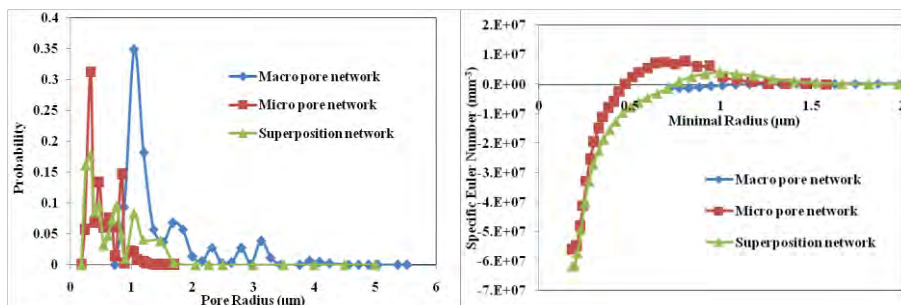 0.4
0.35
0.3
0.25
0.2
0.15
0.1
0.05
0
Probability
Macro pore network
Micro pore network
Superposition network
0 1 2 3 4 5 6
Pore Radius (μm)
2.E+07
1.E+07
0.E+00
-1.E+07
-2.E+07
-3.E+07
-4.E+07
-5.E+07
-6.E+07
-7.E+07
Specific Euler Number (mm⁻³)
0 0.5 1 1.5 2
Minimal Radius (μm)
Macro pore network
Micro pore network
Superposition network